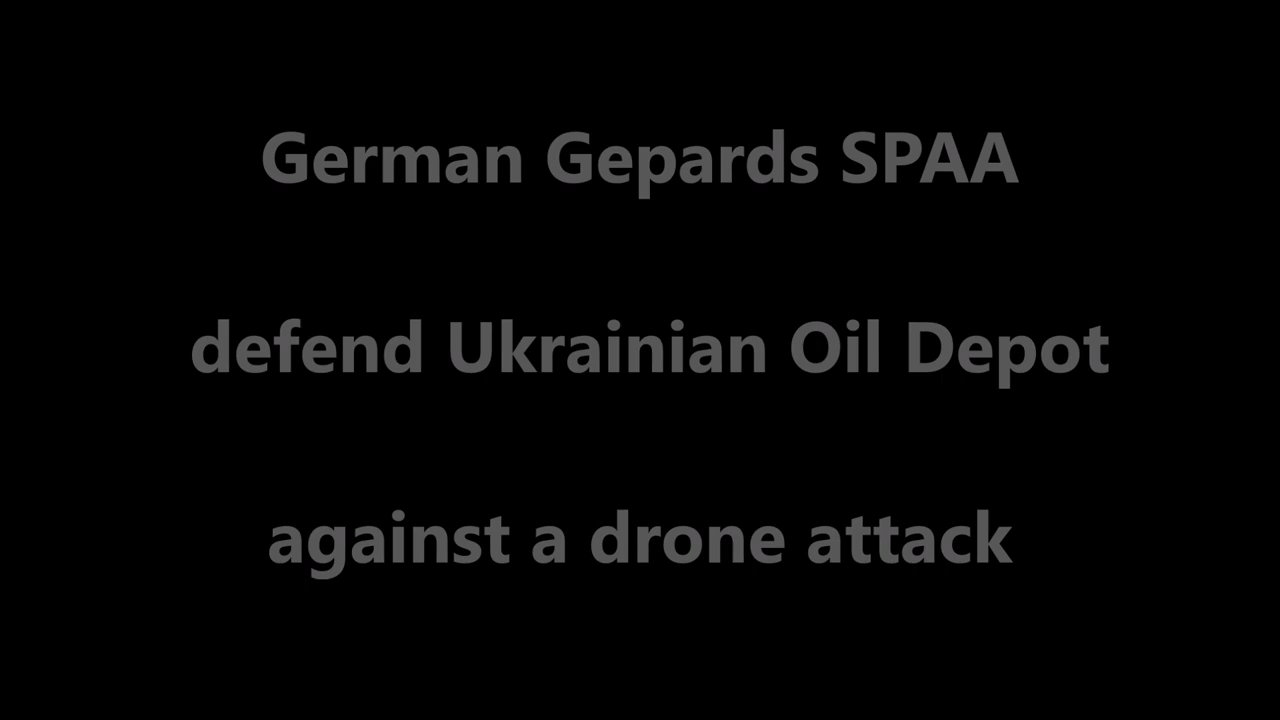 German Gepards SPAA
defend Ukrainian Oil Depot
against a drone attack